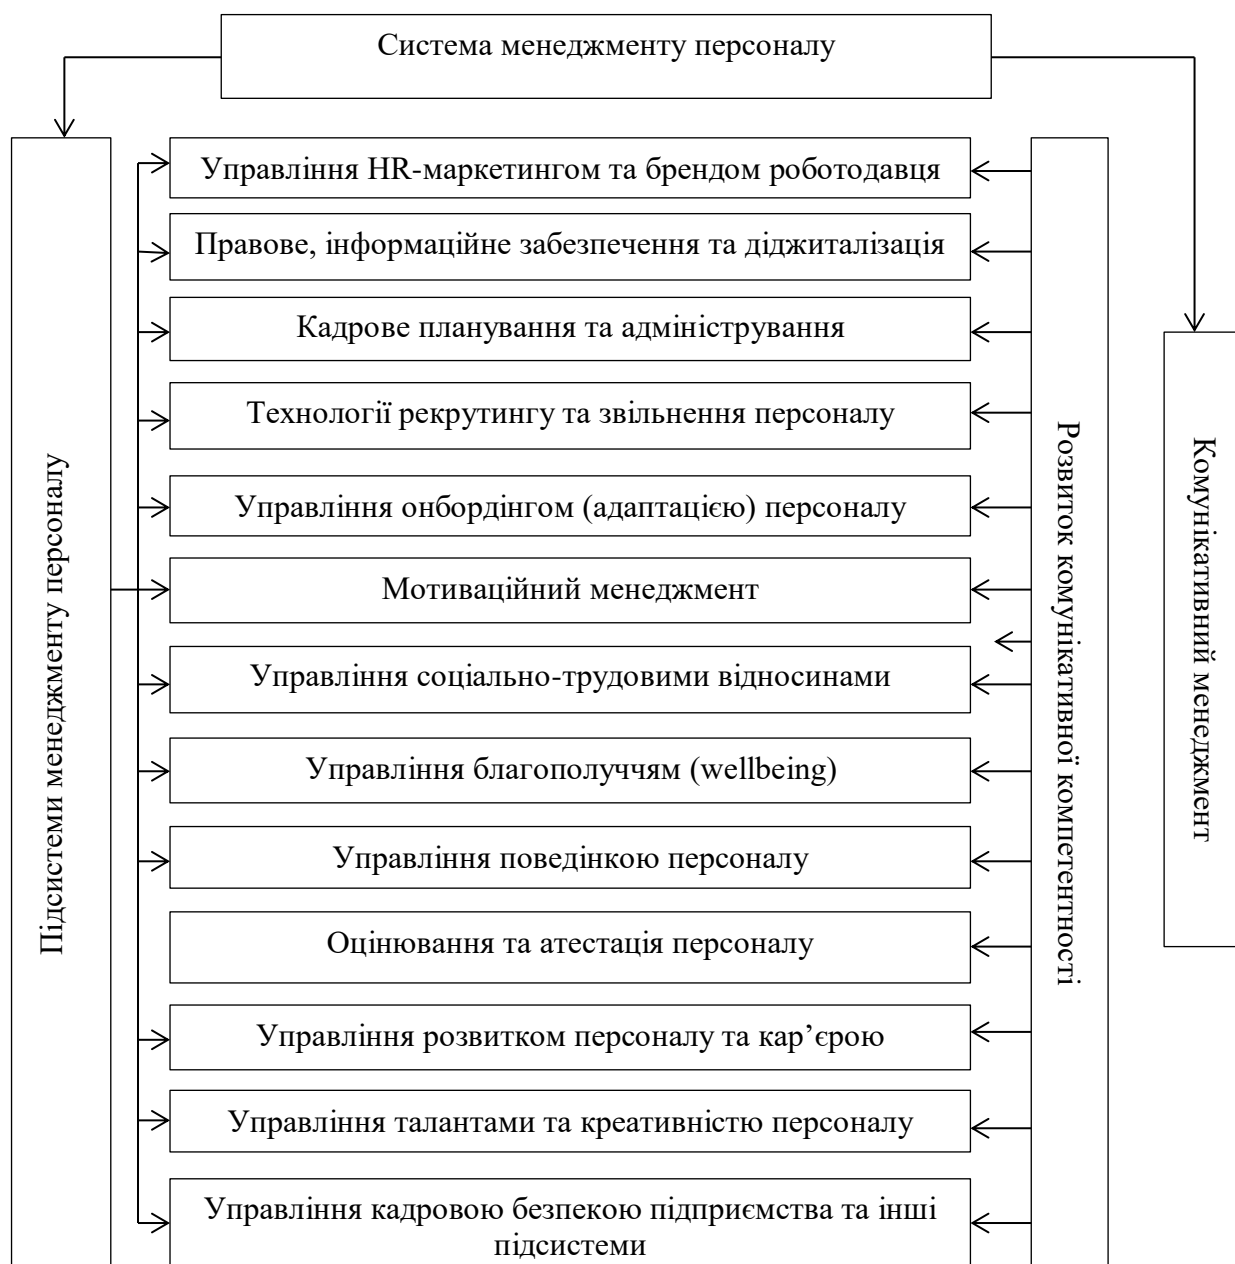 Система менеджменту персоналу
Підсистеми менеджменту персоналу
Управління HR-маркетингом та брендом роботодавця
Правове, інформаційне забезпечення та діджиталізація
Кадрове планування та адміністрування
Технології рекрутингу та звільнення персоналу
Управління онбордінгом (адаптацією) персоналу
Мотиваційний менеджмент
Управління соціально-трудовими відносинами
Управління благополуччям (wellbeing)
Управління поведінкою персоналу
Оцінювання та атестація персоналу
Управління розвитком персоналу та кар’єрою
Управління талантами та креативністю персоналу
Управління кадровою безпекою підприємства та інші
підсистеми
Розвиток комунікативної компетентності
Комунікативний менеджмент